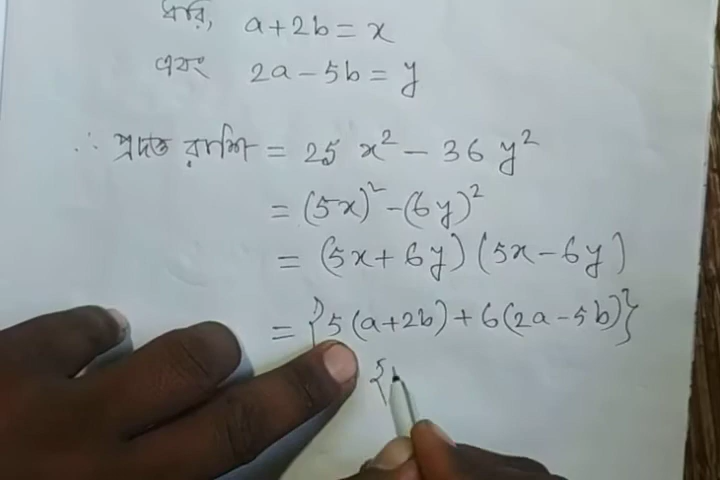 ধরি, a+2b = x
এবং 2a-5b = y
∴ প্রদত্ত রাশি = 25 x² - 36 y²
= (5x)² - (6y)²
= (5x+6y) (5x-6y)
= {5(a+2b) + 6(2a-5b)}
{